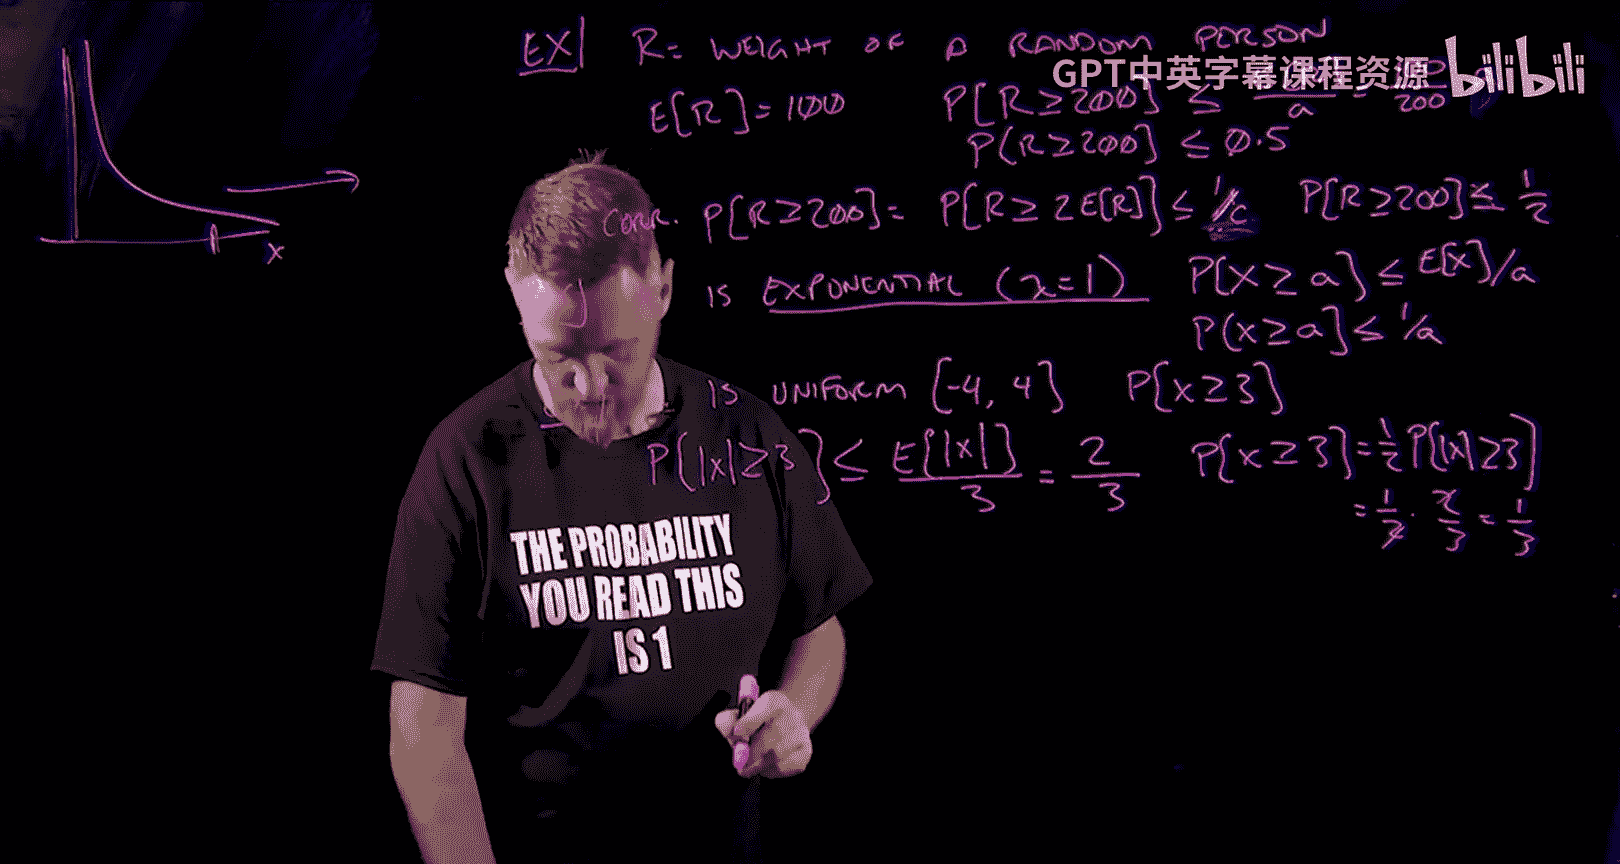 EX| R = WEIGHT OF A RANDOM PERSON
GPT中英字幕课程资源 bilibili
E[R] = 100 P[R ≥ 200] ≤ /a 200
P[R ≥ 200] ≤ 0.5
CORR. P[R ≥ 200] = P[R ≥ 2E[R]] ≤ 1/c P[R ≥ 200] ≤ 1/2
IS EXPONENTIAL (λ=1) P[X ≥ a] ≤ E[X]/a
P[X ≥ a] ≤ 1/a
x
IS UNIFORM [-4, 4] P[X ≥ 3]
P[|X| ≥ 3] ≤ E[|X|]/3 = 2/3 P[X ≥ 3] = 1/2 P[|X| ≥ 3]
= 1/2 · 2/3 = 1/3
THE PROBABILITY
YOU READ THIS
IS 1